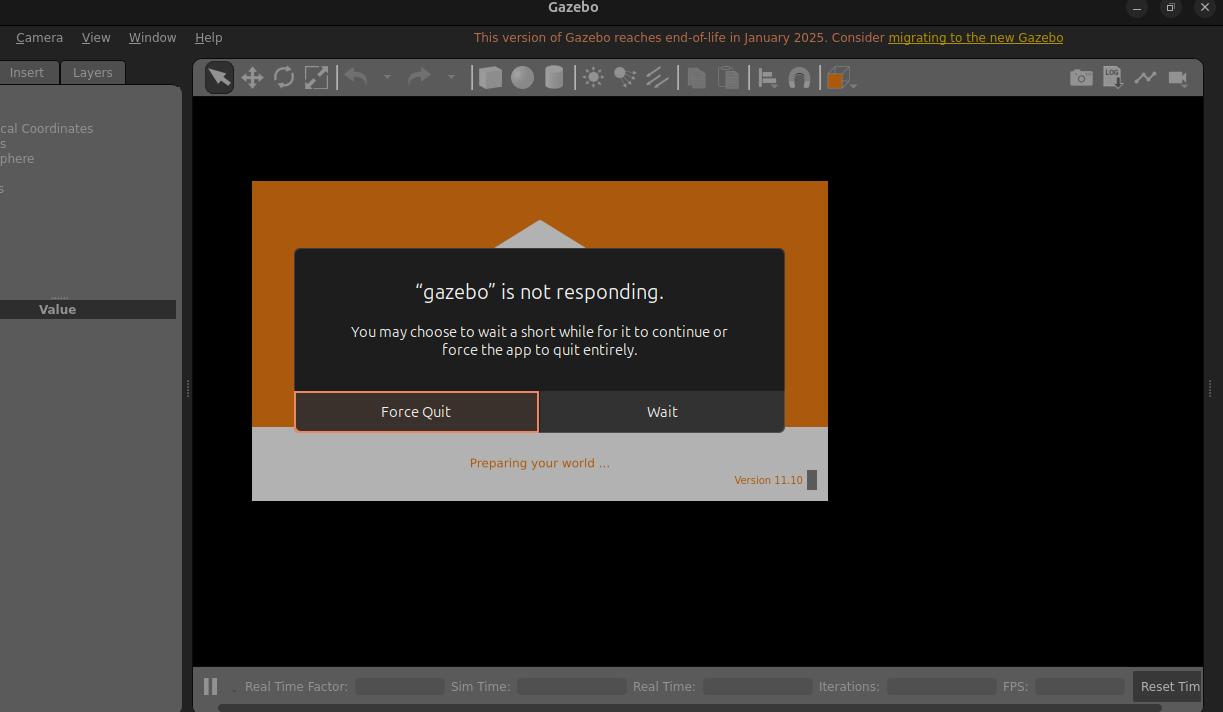 Gazebo
Camera View Window Help
This version of Gazebo reaches end-of-life in January 2025. Consider migrating to the new Gazebo
Insert Layers
LOG
cal Coordinates
s
phere
s
Value
“gazebo” is not responding.
You may choose to wait a short while for it to continue or
force the app to quit entirely.
Force Quit Wait
Preparing your world ...
Version 11.10
Real Time Factor: Sim Time: Real Time: Iterations: FPS: Reset Tim